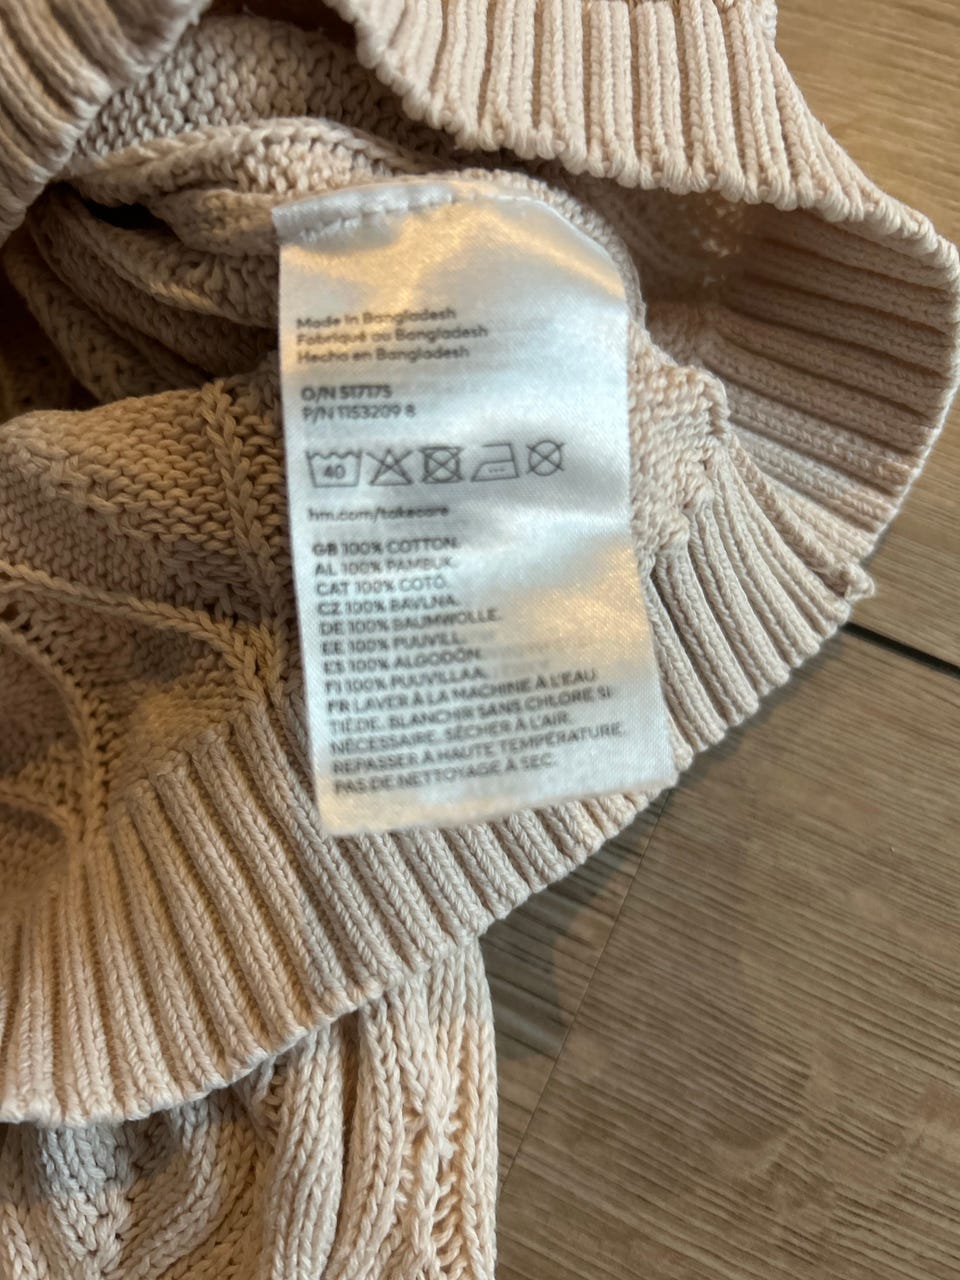 Made in Bangladesh
Fabriqué au Bangladesh
Hecho en Bangladesh
O/N 517175
P/N 1153209 8
40
hm.com/takecare
GB 100% COTTON.
AL 100% PAMBUK.
CAT 100% COTÓ.
CZ 100% BAVLNA.
DE 100% BAUMWOLLE.
EE 100% PUUVILL.
ES 100% ALGODÓN.
FI 100% PUUVILLAA.
FR LAVER À LA MACHINE À L'EAU
TIÈDE. BLANCHIR SANS CHLORE SI
NÉCESSAIRE. SÉCHER À L'AIR.
REPASSER À HAUTE TEMPÉRATURE.
PAS DE NETTOYAGE À SEC.